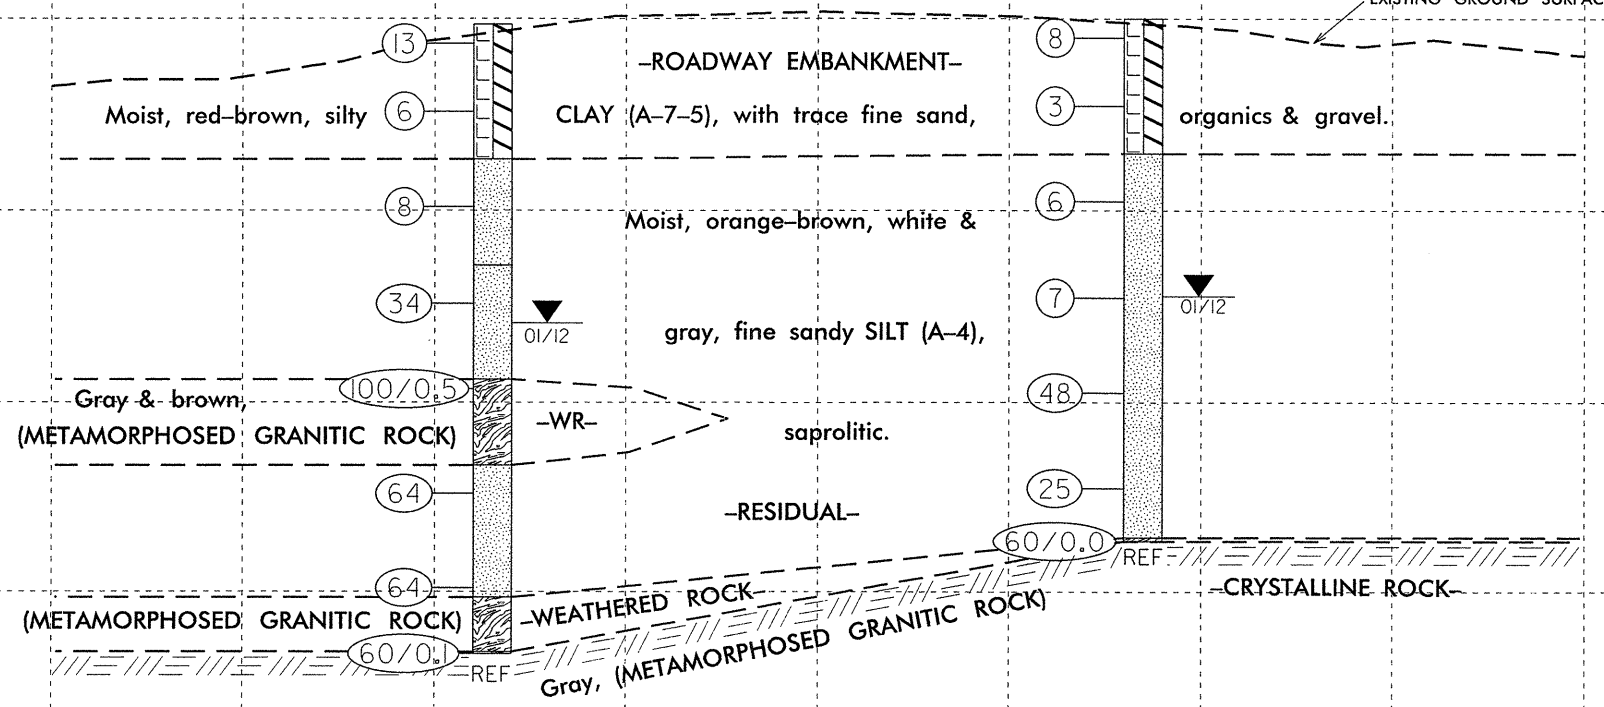 EXISTING GROUND SURFAC
13
8
–ROADWAY EMBANKMENT–
Moist, red–brown, silty
6
CLAY (A–7–5), with trace fine sand,
3
organics & gravel.
8
6
Moist, orange–brown, white &
34
7
01/12
01/12
gray, fine sandy SILT (A–4),
100/0.5
48
Gray & brown,
(METAMORPHOSED GRANITIC ROCK)
–WR–
saprolitic.
64
25
–RESIDUAL–
60/0.0
REF
64
–CRYSTALLINE ROCK–
(METAMORPHOSED GRANITIC ROCK)
–WEATHERED ROCK–
60/0.1
REF
Gray, (METAMORPHOSED GRANITIC ROCK)